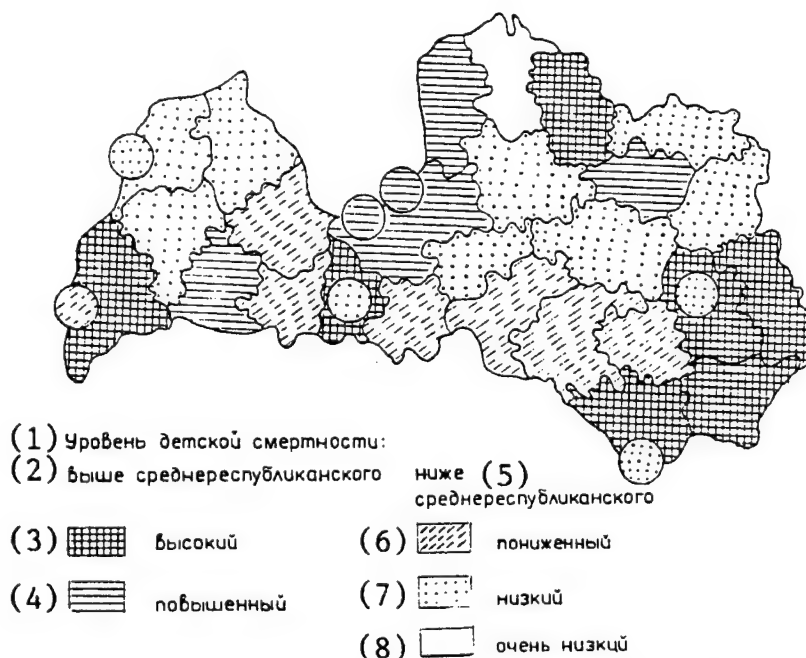 (1) Уровень детской смертности:
(2) выше среднереспубликанского
ниже (5)
среднереспубликанского
(3) высокий
(6) пониженный
(4) повышенный
(7) низкий
(8) очень низкий